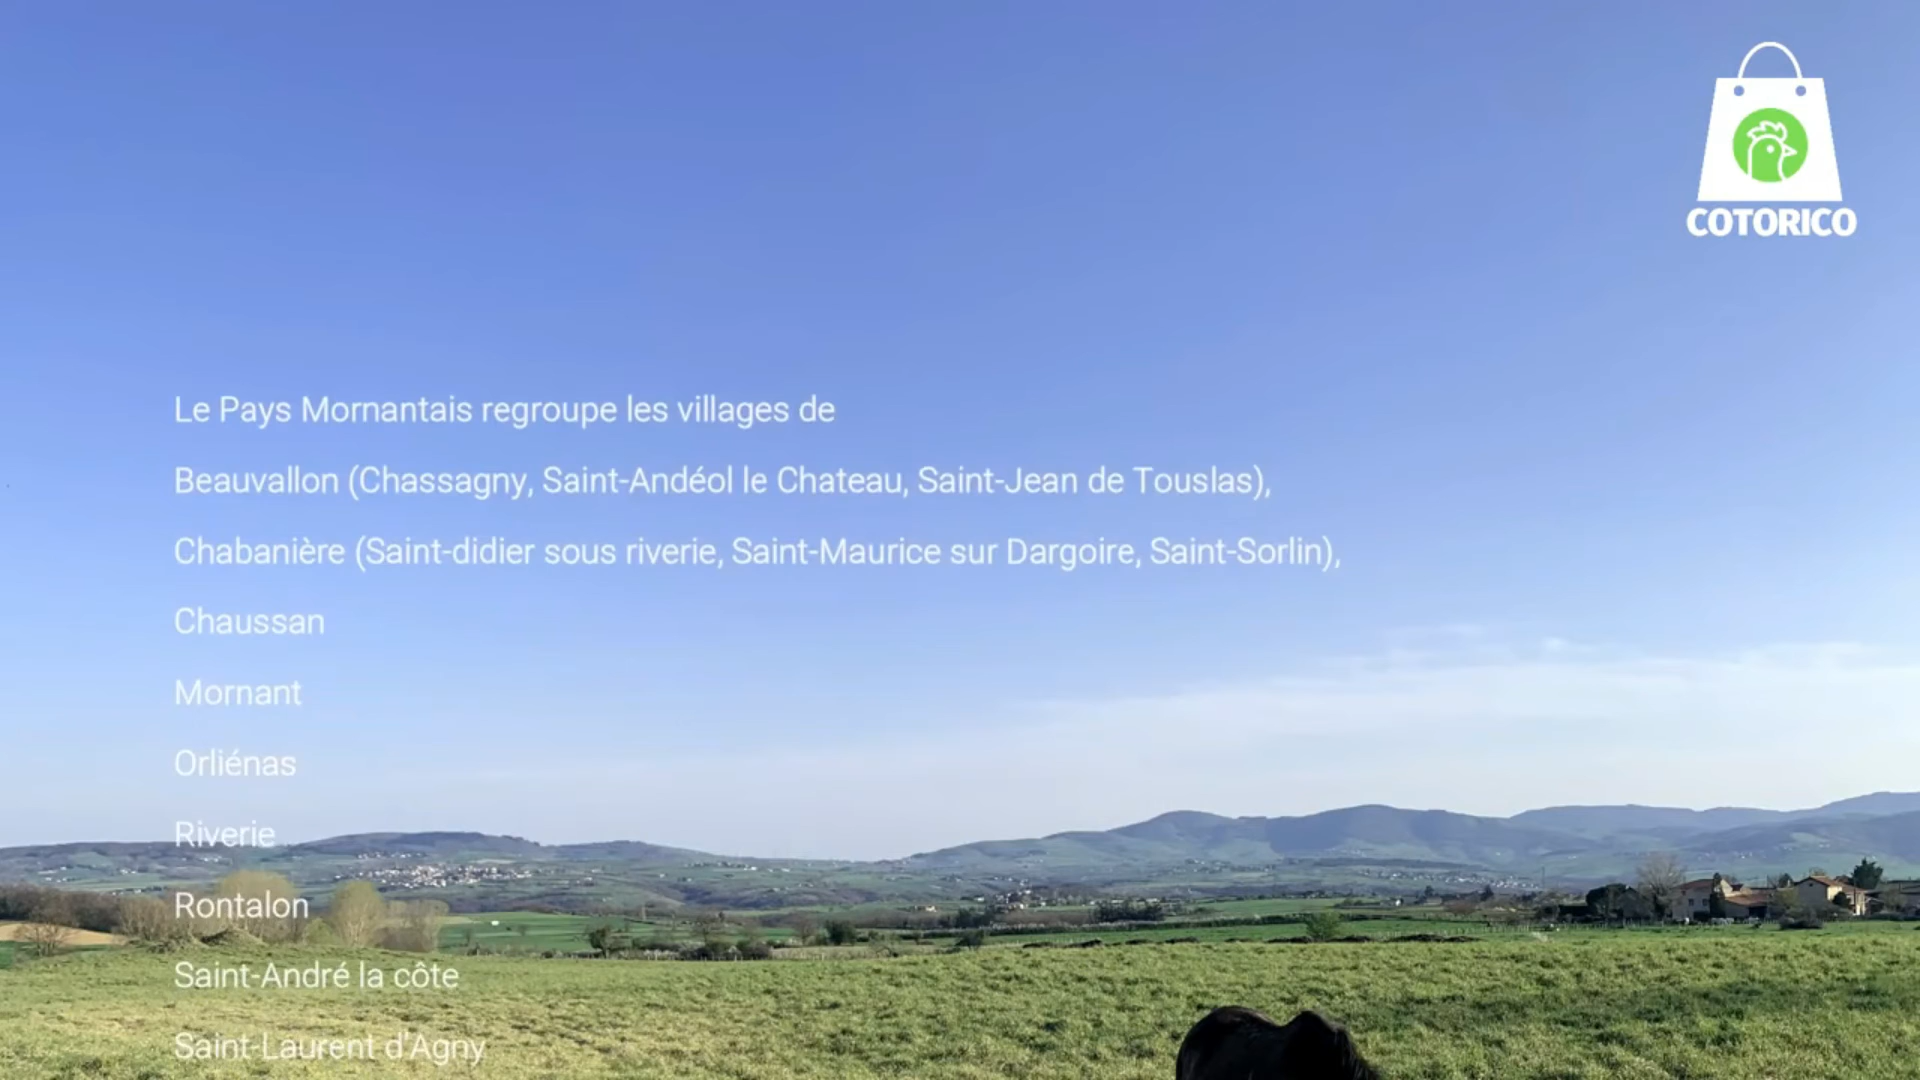 COTORICO
Le Pays Mornantais regroupe les villages de
Beauvallon (Chassagny, Saint-Andéol le Chateau, Saint-Jean de Touslas),
Chabanière (Saint-didier sous riverie, Saint-Maurice sur Dargoire, Saint-Sorlin),
Chaussan
Mornant
Orliénas
Riverie
Rontalon
Saint-André la côte
Saint-Laurent d'Agny